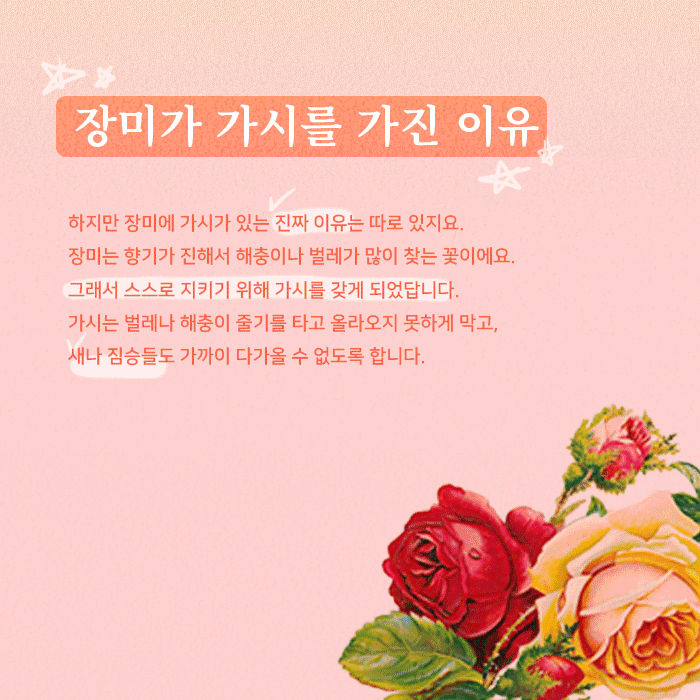 장미가 가시를 가진 이유
하지만 장미에 가시가 있는 진짜 이유는 따로 있지요.
장미는 향기가 진해서 해충이나 벌레가 많이 찾는 꽃이에요.
그래서 스스로 지키기 위해 가시를 갖게 되었답니다.
가시는 벌레나 해충이 줄기를 타고 올라오지 못하게 막고,
새나 짐승들도 가까이 다가올 수 없도록 합니다.